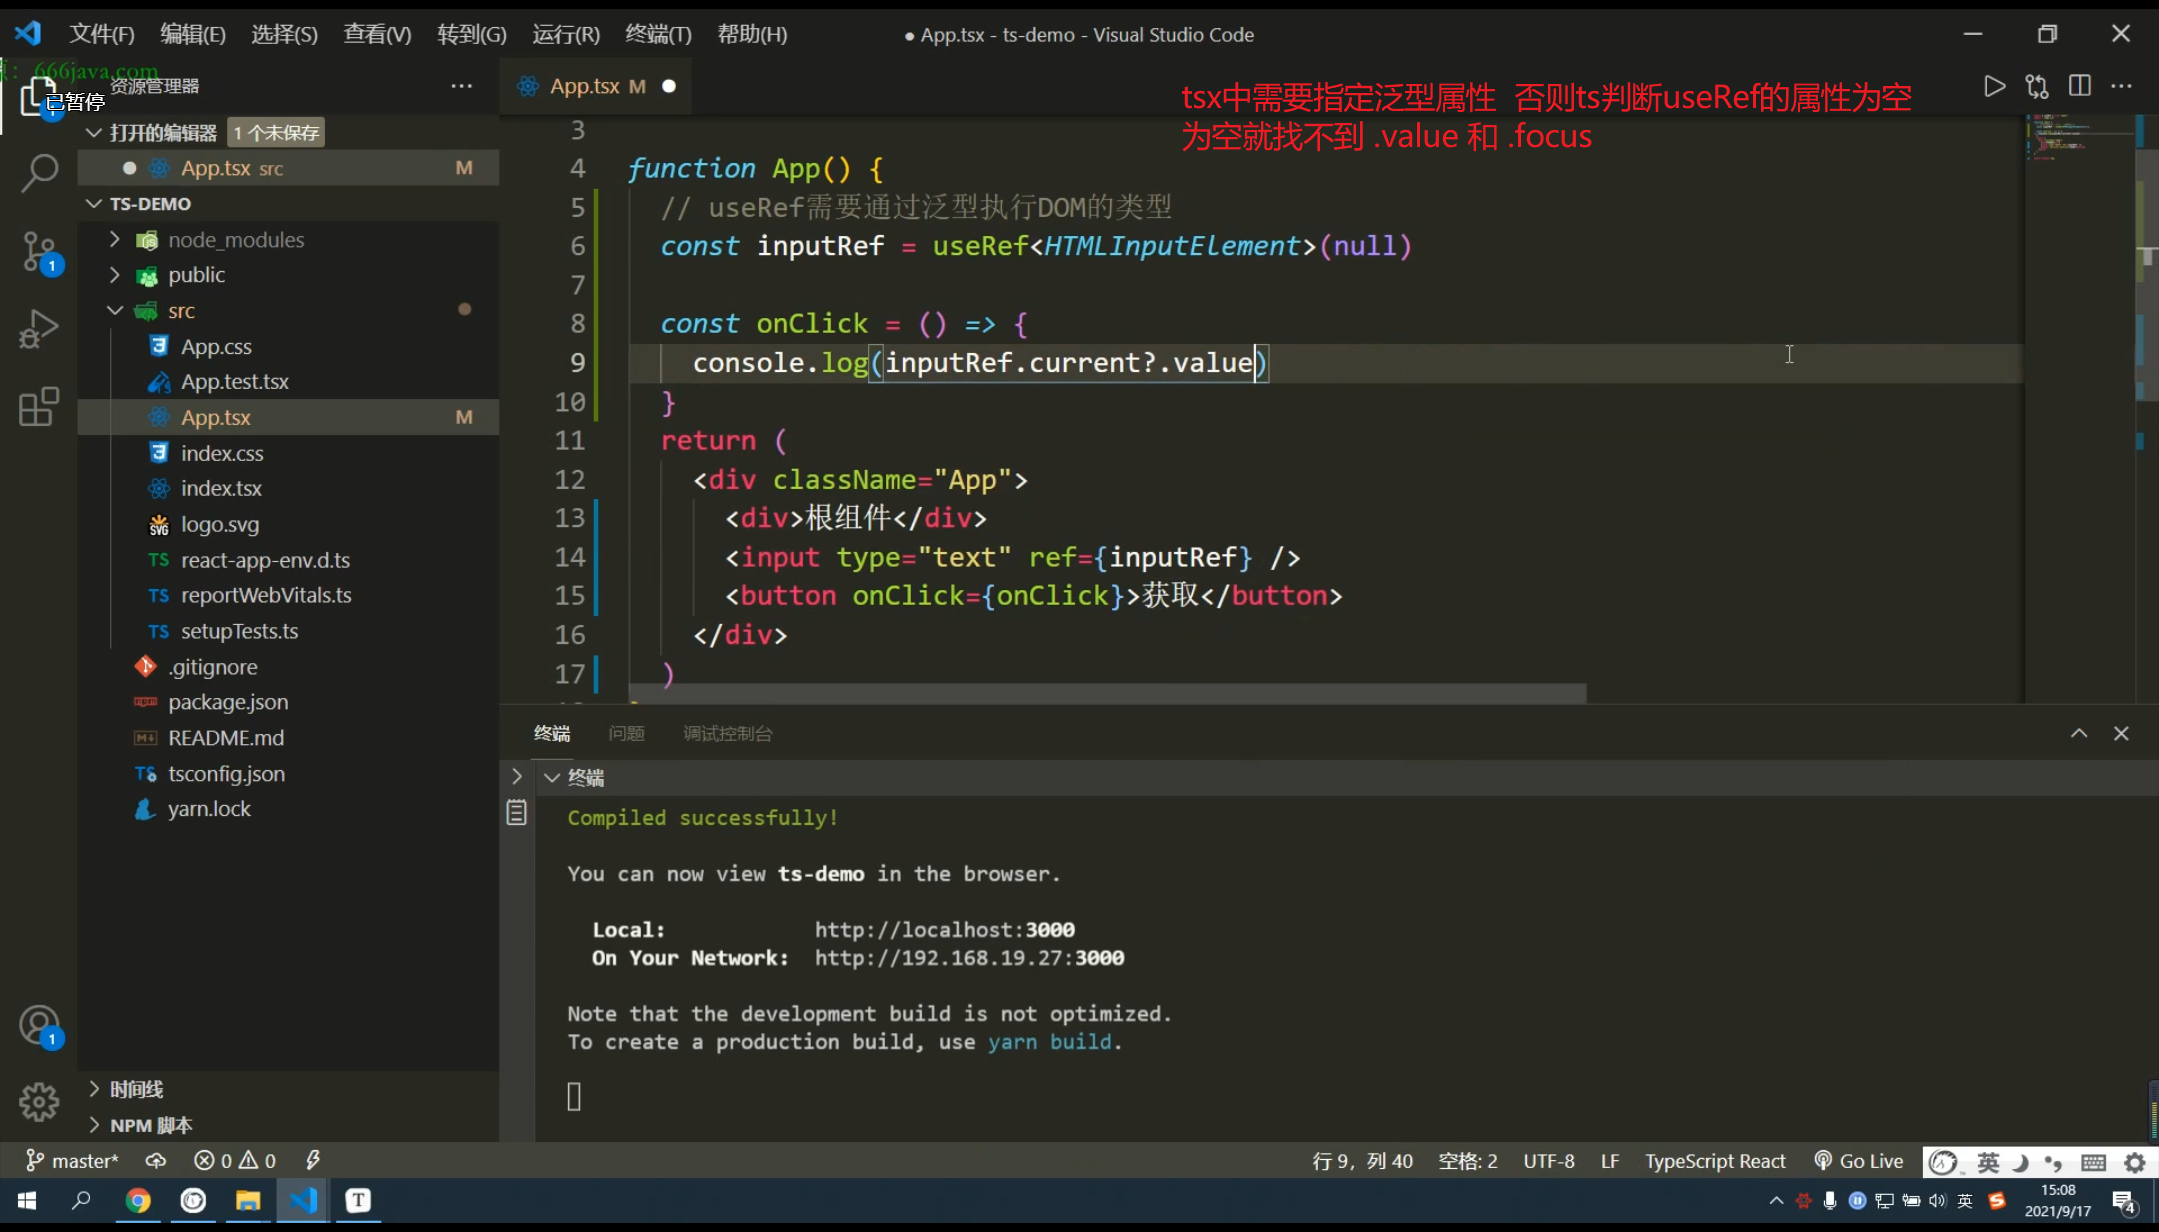 文件(F) 编辑(E) 选择(S) 查看(V) 转到(G) 运行(R) 终端(T) 帮助(H)
● App.tsx - ts-demo - Visual Studio Code
666java.com
已暂停
资源管理器
App.tsx M
tsx中需要指定泛型属性 否则ts判断useRef的属性为空
为空就找不到 .value 和 .focus
打开的编辑器 1 个未保存
App.tsx src M
TS-DEMO
node_modules
public
src
App.css
App.test.tsx
App.tsx M
index.css
index.tsx
logo.svg
react-app-env.d.ts
reportWebVitals.ts
setupTests.ts
.gitignore
package.json
README.md
tsconfig.json
yarn.lock
时间线
NPM 脚本
3
4 function App() {
5 // useRef需要通过泛型执行DOM的类型
6 const inputRef = useRef<HTMLInputElement>(null)
7
8 const onClick = () => {
9 console.log(inputRef.current?.value)
10 }
11 return (
12 <div className="App">
13 <div>根组件</div>
14 <input type="text" ref={inputRef} />
15 <button onClick={onClick}>获取</button>
16 </div>
17 )
终端 问题 调试控制台
终端
Compiled successfully!
You can now view ts-demo in the browser.
Local: http://localhost:3000
On Your Network: http://192.168.19.27:3000
Note that the development build is not optimized.
To create a production build, use yarn build.
master* 0 0 行 9，列 40 空格: 2 UTF-8 LF TypeScript React Go Live 英
英 15:08
2021/9/17